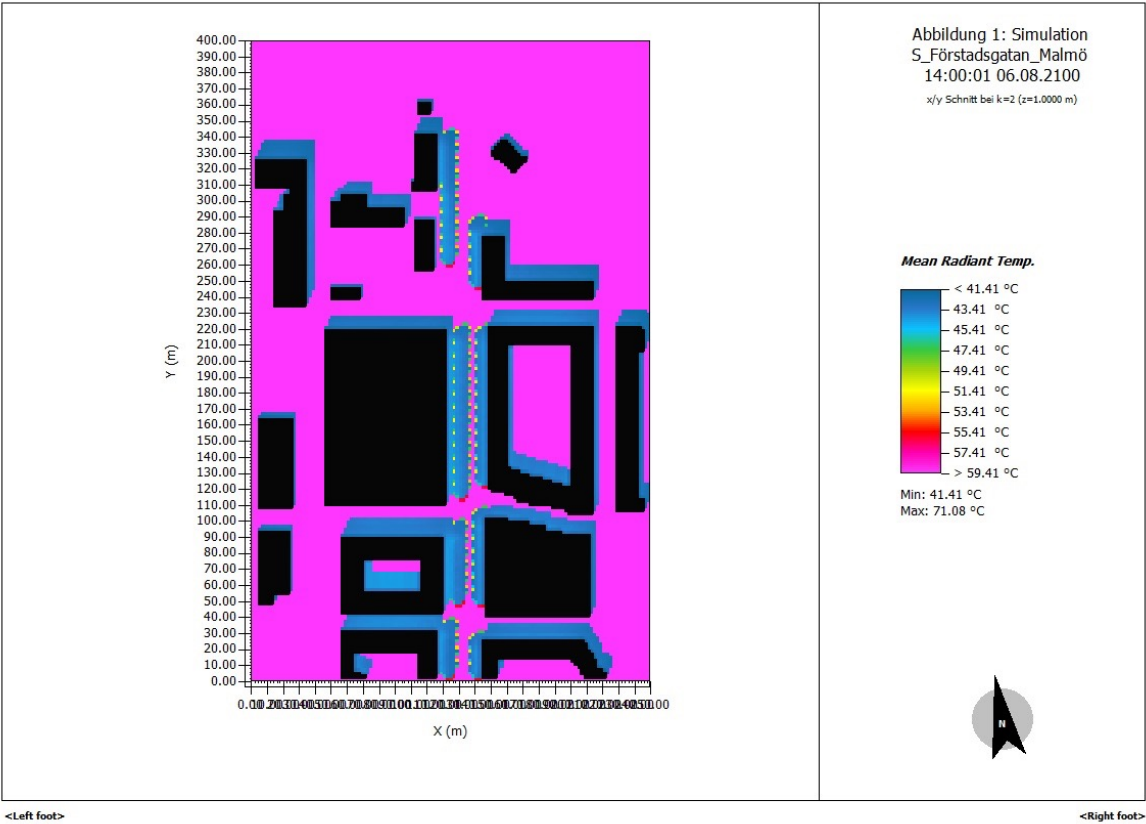 Abbildung 1: Simulation
S_Förstadsgatan_Malmö
14:00:01 06.08.2100
x/y Schnitt bei k=2 (z=1.0000 m)
400.00
390.00
380.00
370.00
360.00
350.00
340.00
330.00
320.00
310.00
300.00
290.00
280.00
270.00
260.00
250.00
240.00
230.00
220.00
210.00
200.00
190.00
180.00
170.00
160.00
150.00
140.00
130.00
120.00
110.00
100.00
90.00
80.00
70.00
60.00
50.00
40.00
30.00
20.00
10.00
0.00
Y (m)
X (m)
Mean Radiant Temp.
< 41.41 °C
43.41 °C
45.41 °C
47.41 °C
49.41 °C
51.41 °C
53.41 °C
55.41 °C
57.41 °C
> 59.41 °C
Min: 41.41 °C
Max: 71.08 °C
N
<Left foot>
<Right foot>